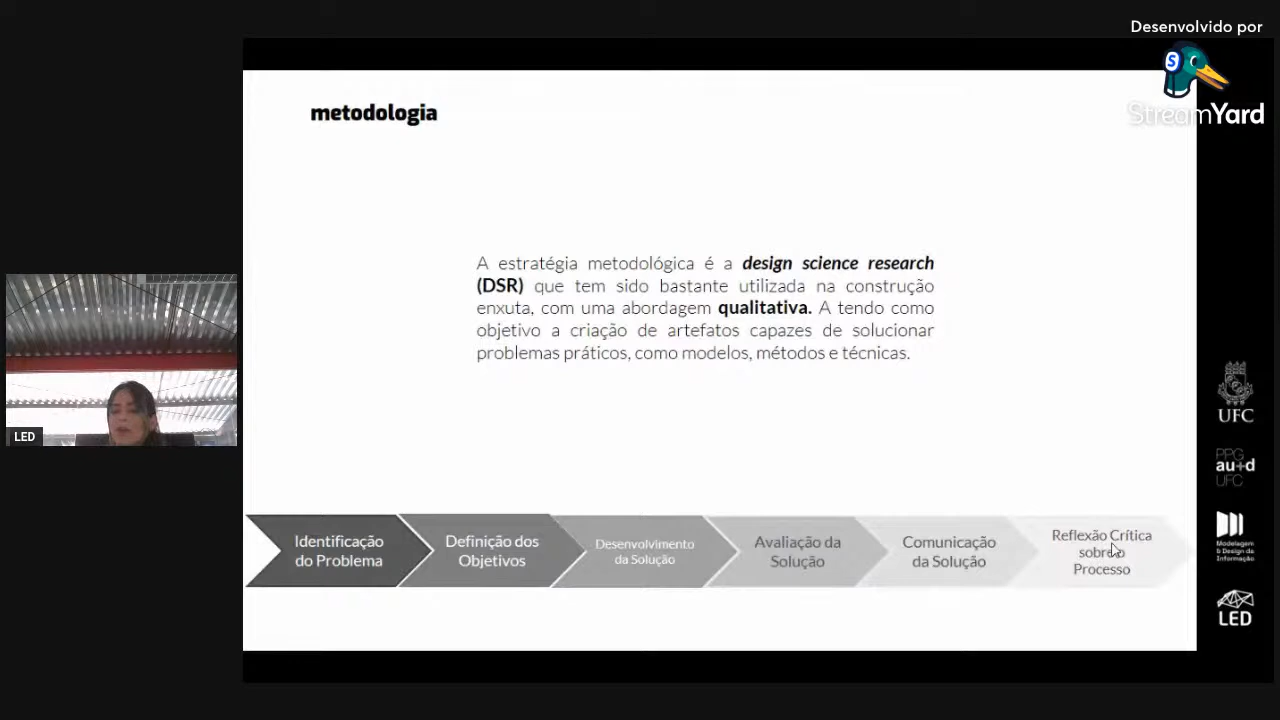 Desenvolvido por
S
StreamYard
metodologia
A estratégia metodológica é a design science research
(DSR) que tem sido bastante utilizada na construção
enxuta, com uma abordagem qualitativa. A tendo como
objetivo a criação de artefatos capazes de solucionar
problemas práticos, como modelos, métodos e técnicas.
LED
Identificação
do Problema
Definição dos
Objetivos
Desenvolvimento
da Solução
Avaliação da
Solução
Comunicação
da Solução
Reflexão Crítica
sobre o
Processo
UFC
PPG
au+d
UFC
Modelagem
& Design da
Informação
LED